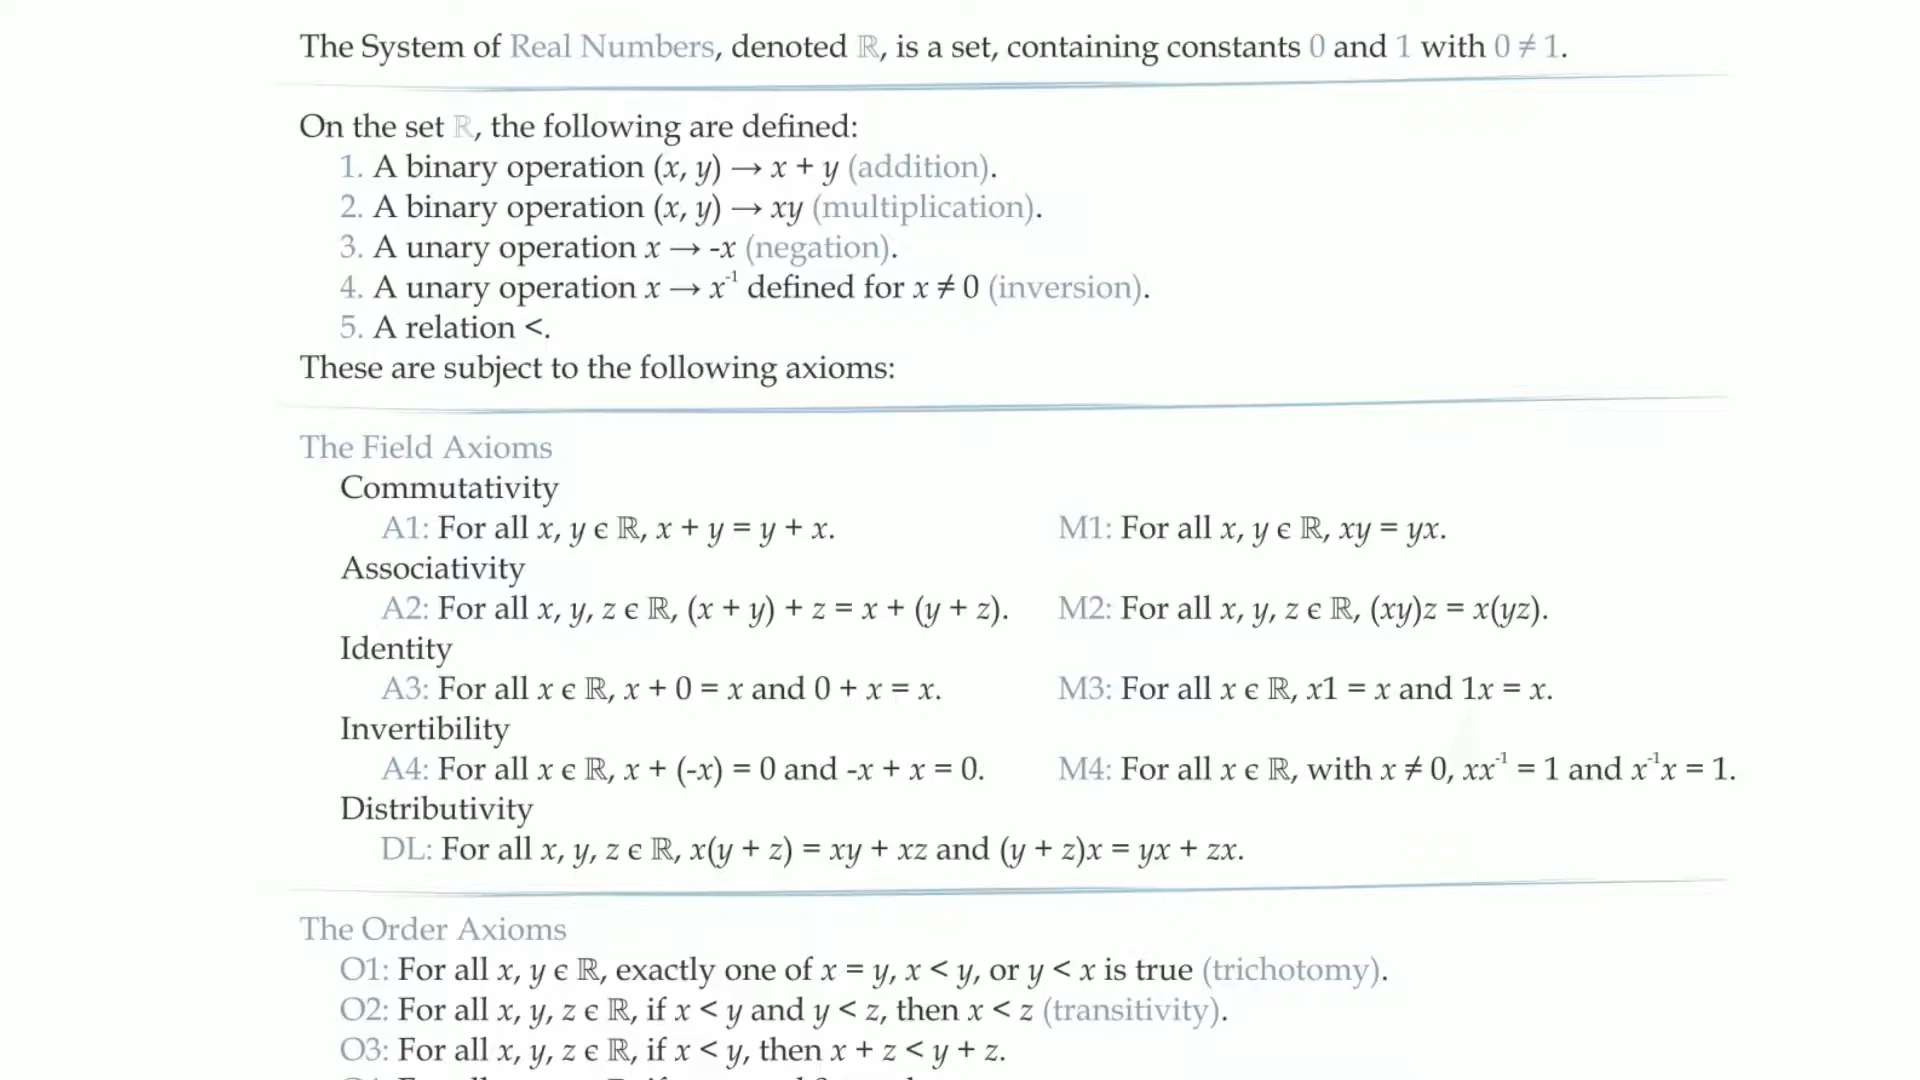 The System of Real Numbers, denoted ℝ, is a set, containing constants 0 and 1 with 0 ≠ 1.
On the set ℝ, the following are defined:
1. A binary operation (x, y) → x + y (addition).
2. A binary operation (x, y) → xy (multiplication).
3. A unary operation x → -x (negation).
4. A unary operation x → x⁻¹ defined for x ≠ 0 (inversion).
5. A relation <.
These are subject to the following axioms:
The Field Axioms
Commutativity
A1: For all x, y ϵ ℝ, x + y = y + x. M1: For all x, y ϵ ℝ, xy = yx.
Associativity
A2: For all x, y, z ϵ ℝ, (x + y) + z = x + (y + z). M2: For all x, y, z ϵ ℝ, (xy)z = x(yz).
Identity
A3: For all x ϵ ℝ, x + 0 = x and 0 + x = x. M3: For all x ϵ ℝ, x1 = x and 1x = x.
Invertibility
A4: For all x ϵ ℝ, x + (-x) = 0 and -x + x = 0. M4: For all x ϵ ℝ, with x ≠ 0, xx⁻¹ = 1 and x⁻¹x = 1.
Distributivity
DL: For all x, y, z ϵ ℝ, x(y + z) = xy + xz and (y + z)x = yx + zx.
The Order Axioms
O1: For all x, y ϵ ℝ, exactly one of x = y, x < y, or y < x is true (trichotomy).
O2: For all x, y, z ϵ ℝ, if x < y and y < z, then x < z (transitivity).
O3: For all x, y, z ϵ ℝ, if x < y, then x + z < y + z.